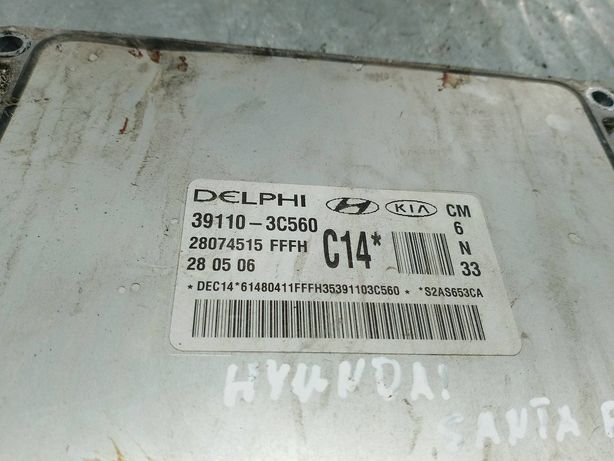 DELPHI KIA CM
39110-3C560 6
28074515 FFFH C14* N
28 05 06 33
*DEC14*61480411FFFH35391103C560* *S2AS653CA
HYUNDAI
SANTA